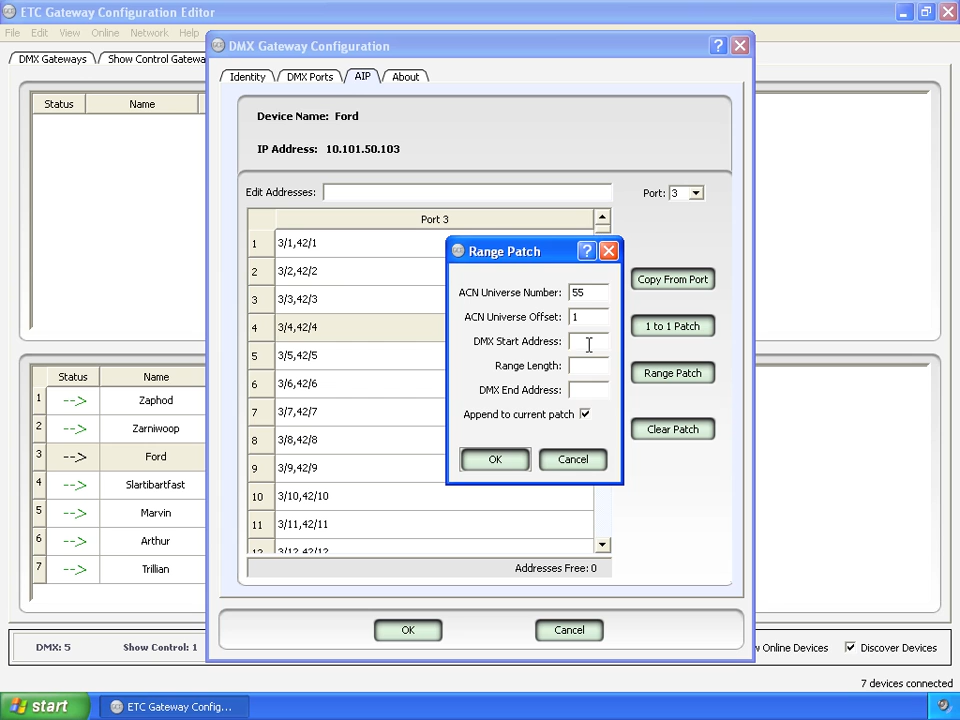 ETC Gateway Configuration Editor
File Edit View Online Network Help
DMX Gateways
Show Control Gatewa
Status Name
Status Name
1 --> Zaphod
2 --> Zarniwoop
3 --> Ford
4 --> Slartibartfast
5 --> Marvin
6 --> Arthur
7 --> Trillian
DMX: 5 Show Control: 1
Online Devices
Discover Devices
7 devices connected
DMX Gateway Configuration
Identity DMX Ports AIP About
Device Name: Ford
IP Address: 10.101.50.103
Edit Addresses:
Port: 3
Port 3
1 3/1,42/1
2 3/2,42/2
3 3/3,42/3
4 3/4,42/4
5 3/5,42/5
6 3/6,42/6
7 3/7,42/7
8 3/8,42/8
9 3/9,42/9
10 3/10,42/10
11 3/11,42/11
12 3/12,42/12
Addresses Free: 0
Copy From Port
1 to 1 Patch
Range Patch
Clear Patch
OK Cancel
Range Patch
ACN Universe Number: 55
ACN Universe Offset: 1
DMX Start Address:
Range Length:
DMX End Address:
Append to current patch
OK Cancel
start
ETC Gateway Config...